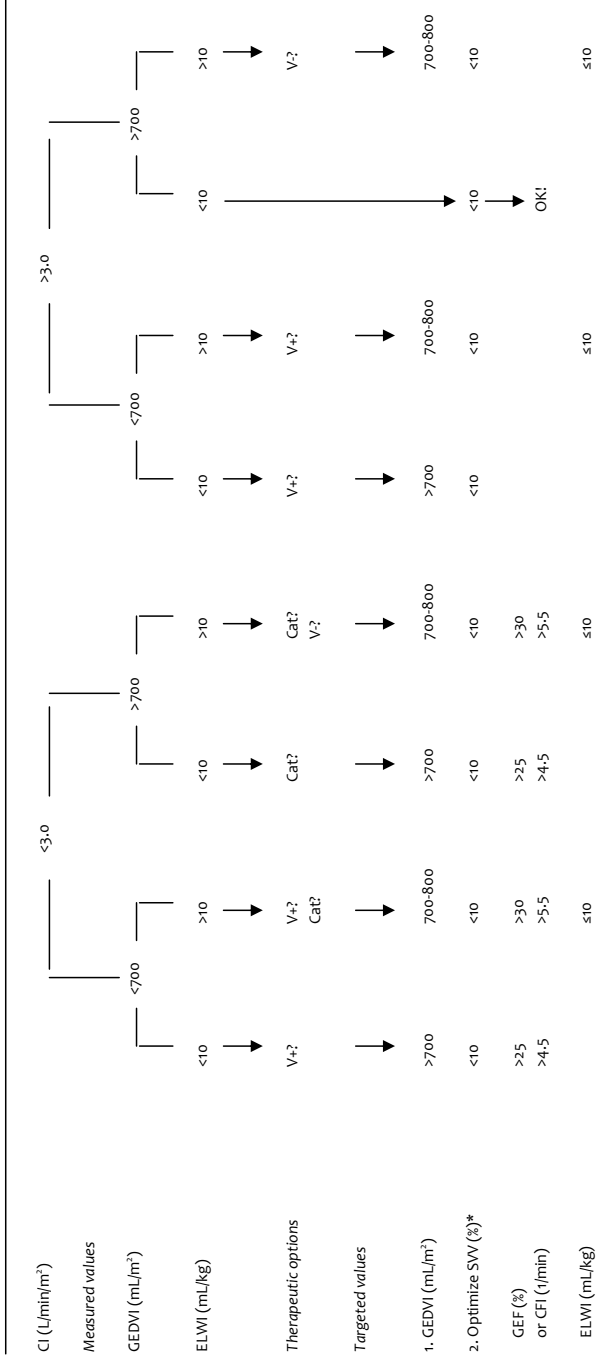 CI (L/min/m²) <3.0 >3.0
Measured values
GEDVI (mL/m²) <700 >700 <700 >700
ELWI (mL/kg) <10 >10 <10 >10 <10 >10 <10 >10
Therapeutic options V+? V+? Cat? Cat? V+? V+? V-?
Cat? V-?
Targeted values
1. GEDVI (mL/m²) >700 700-800 >700 700-800 >700 700-800 700-800
2. Optimize SVV (%)* <10 <10 <10 <10 <10 <10 <10 <10
GEF (%) >25 >30 >25 >30
or CFI (1/min) >4.5 >5.5 >4.5 >5.5 OK!
ELWI (mL/kg) ≤10 ≤10 ≤10 ≤10